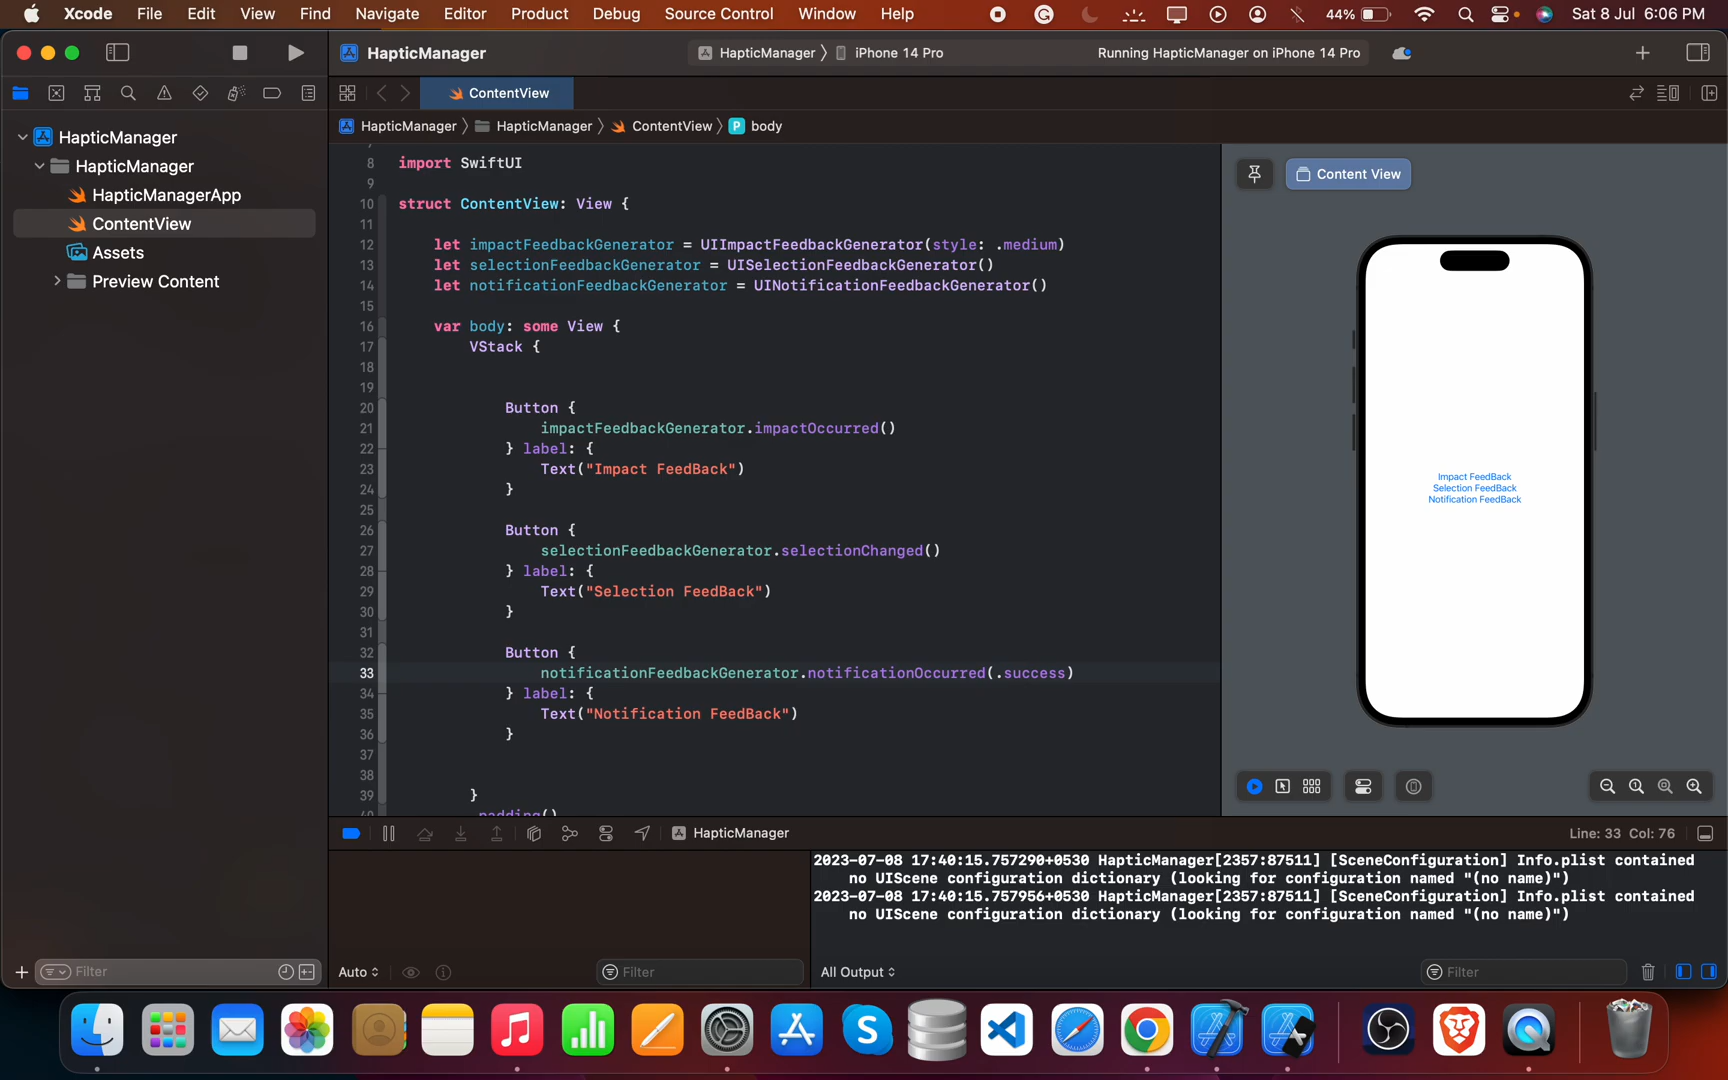 Xcode File Edit View Find Navigate Editor Product Debug Source Control Window Help 44% Sat 8 Jul 6:06 PM
HapticManager HapticManager iPhone 14 Pro Running HapticManager on iPhone 14 Pro
ContentView
HapticManager HapticManager ContentView P body
HapticManager
HapticManager
HapticManagerApp
ContentView
Assets
Preview Content
8 import SwiftUI
9
10 struct ContentView: View {
11
12 let impactFeedbackGenerator = UIImpactFeedbackGenerator(style: .medium)
13 let selectionFeedbackGenerator = UISelectionFeedbackGenerator()
14 let notificationFeedbackGenerator = UINotificationFeedbackGenerator()
15
16 var body: some View {
17 VStack {
18
19
20 Button {
21 impactFeedbackGenerator.impactOccurred()
22 } label: {
23 Text("Impact FeedBack")
24 }
25
26 Button {
27 selectionFeedbackGenerator.selectionChanged()
28 } label: {
29 Text("Selection FeedBack")
30 }
31
32 Button {
33 notificationFeedbackGenerator.notificationOccurred(.success)
34 } label: {
35 Text("Notification FeedBack")
36 }
37
38
39 }
40 .padding()
Content View
Impact FeedBack
Selection FeedBack
Notification FeedBack
HapticManager Line: 33 Col: 76
2023-07-08 17:40:15.757290+0530 HapticManager[2357:87511] [SceneConfiguration] Info.plist contained
no UIScene configuration dictionary (looking for configuration named "(no name)")
2023-07-08 17:40:15.757956+0530 HapticManager[2357:87511] [SceneConfiguration] Info.plist contained
no UIScene configuration dictionary (looking for configuration named "(no name)")
Filter Auto Filter All Output Filter